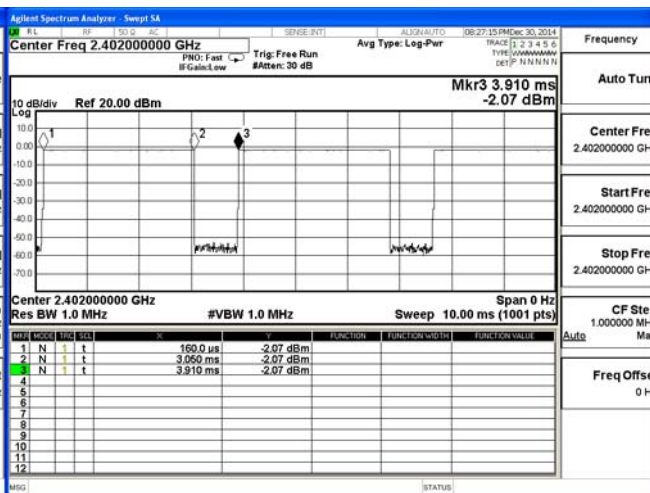 Agilent Spectrum Analyzer - Swept SA
RL RF 50 Ω AC SENSE:INT ALIGNAUTO 08:27:15 PMDec 30, 2014
Center Freq 2.402000000 GHz Avg Type: Log-Pwr TRACE 1 2 3 4 5 6
PNO: Fast Trig: Free Run TYPE
IFGain:Low #Atten: 30 dB DET P N N N N N
Frequency
Mkr3 3.910 ms
-2.07 dBm
10 dB/div Ref 20.00 dBm
Log
10.0
0.00
-10.0
-20.0
-30.0
-40.0
-50.0
-60.0
-70.0
1 2 3
Center 2.402000000 GHz Span 0 Hz
Res BW 1.0 MHz #VBW 1.0 MHz Sweep 10.00 ms (1001 pts)
MKR MODE TRC SCL X Y FUNCTION FUNCTION WIDTH FUNCTION VALUE
1 N 1 t 160.0 µs -2.07 dBm
2 N 1 t 3.050 ms -2.07 dBm
3 N 1 t 3.910 ms -2.07 dBm
4
5
6
7
8
9
10
11
12
MSG STATUS
Auto Tun
Center Fre
2.402000000 GH
Start Fre
2.402000000 GH
Stop Fre
2.402000000 GH
CF Ste
1.000000 MH
Auto Ma
Freq Offse
0 H